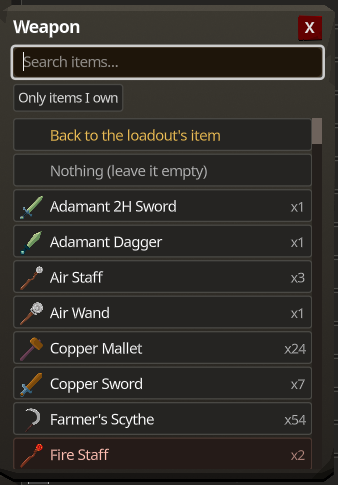 Weapon
X
Search items...
Only items I own
Back to the loadout's item
Nothing (leave it empty)
Adamant 2H Sword x1
Adamant Dagger x1
Air Staff x3
Air Wand x1
Copper Mallet x24
Copper Sword x7
Farmer's Scythe x54
Fire Staff x2